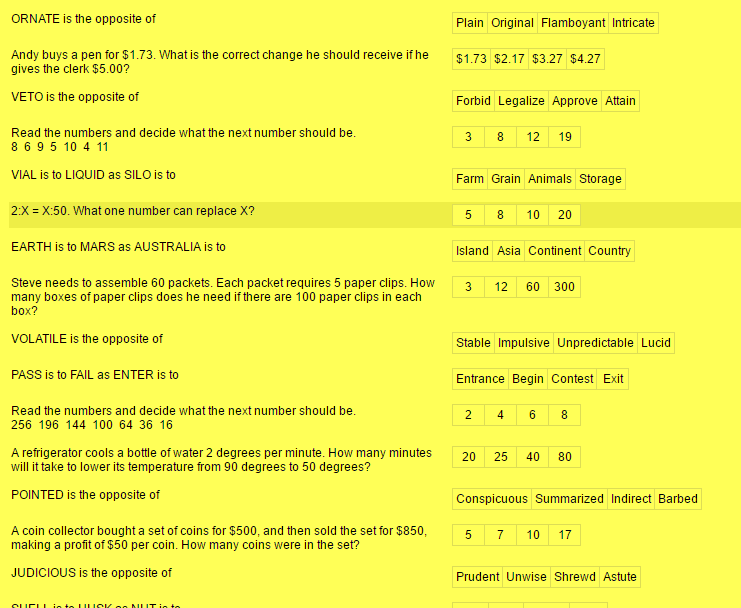 ORNATE is the opposite of
Plain Original Flamboyant Intricate
Andy buys a pen for $1.73. What is the correct change he should receive if he
gives the clerk $5.00?
$1.73 $2.17 $3.27 $4.27
VETO is the opposite of
Forbid Legalize Approve Attain
Read the numbers and decide what the next number should be.
8 6 9 5 10 4 11
3 8 12 19
VIAL is to LIQUID as SILO is to
Farm Grain Animals Storage
2:X = X:50. What one number can replace X?
5 8 10 20
EARTH is to MARS as AUSTRALIA is to
Island Asia Continent Country
Steve needs to assemble 60 packets. Each packet requires 5 paper clips. How
many boxes of paper clips does he need if there are 100 paper clips in each
box?
3 12 60 300
VOLATILE is the opposite of
Stable Impulsive Unpredictable Lucid
PASS is to FAIL as ENTER is to
Entrance Begin Contest Exit
Read the numbers and decide what the next number should be.
256 196 144 100 64 36 16
2 4 6 8
A refrigerator cools a bottle of water 2 degrees per minute. How many minutes
will it take to lower its temperature from 90 degrees to 50 degrees?
20 25 40 80
POINTED is the opposite of
Conspicuous Summarized Indirect Barbed
A coin collector bought a set of coins for $500, and then sold the set for $850,
making a profit of $50 per coin. How many coins were in the set?
5 7 10 17
JUDICIOUS is the opposite of
Prudent Unwise Shrewd Astute
SHELL is to HUSK as NUT is to